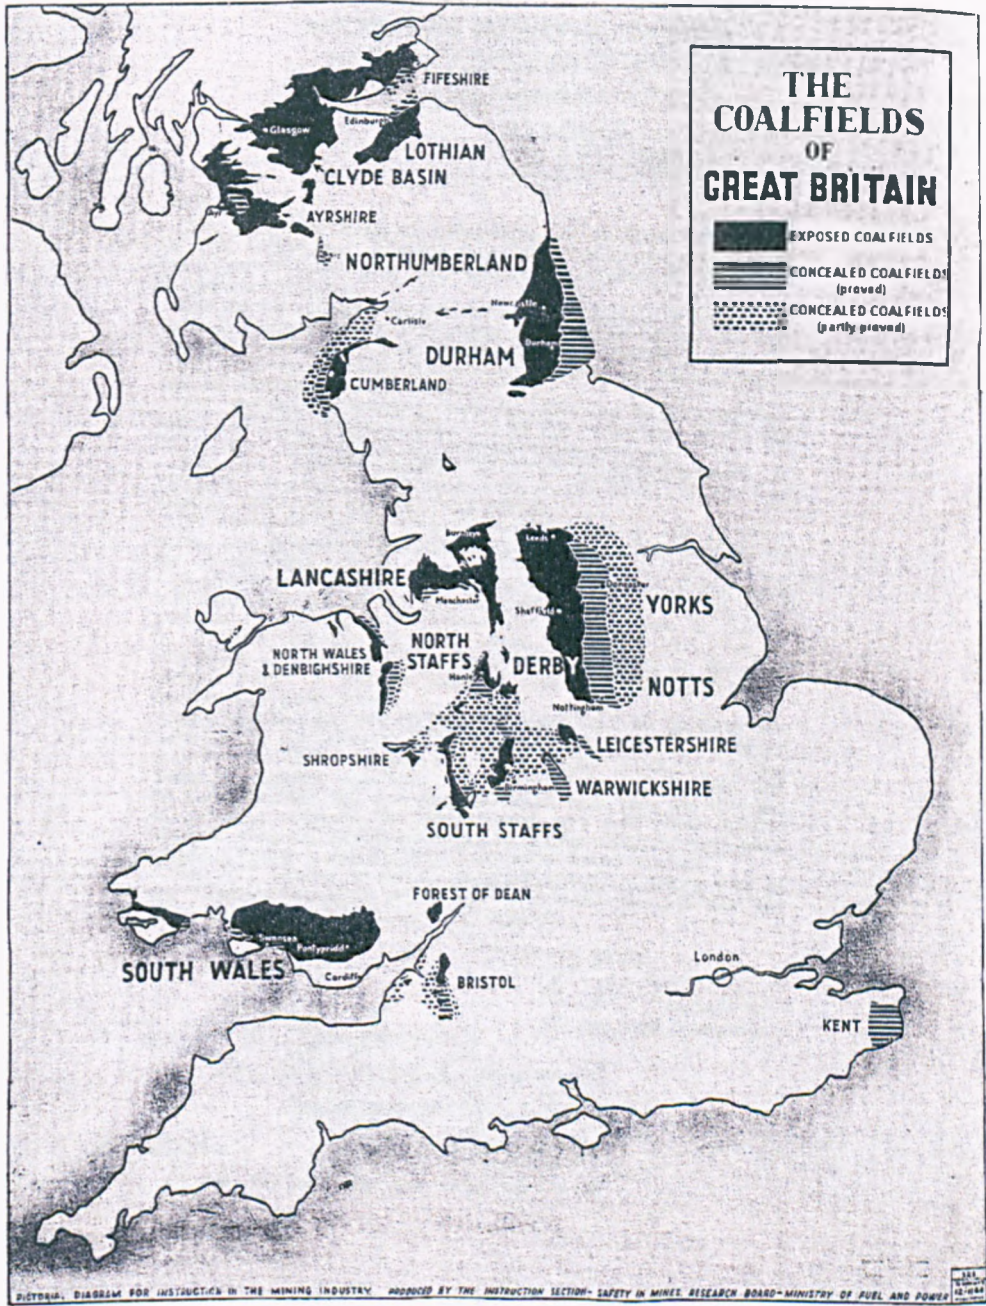 THE
COALFIELDS
OF
GREAT BRITAIN
EXPOSED COALFIELDS
CONCEALED COALFIELDS
(proved)
CONCEALED COALFIELDS
(partly proved)
FIFESHIRE
Edinburgh
Glasgow
LOTHIAN
CLYDE BASIN
Ayr
AYRSHIRE
NORTHUMBERLAND
Newcastle
Carlisle
Durham
DURHAM
CUMBERLAND
Burnley
Leeds
LANCASHIRE
Doncaster
Manchester
Sheffield
YORKS
NORTH WALES
& DENBIGHSHIRE
NORTH
STAFFS
Hanley
DERBY
NOTTS
Nottingham
LEICESTERSHIRE
SHROPSHIRE
Birmingham
WARWICKSHIRE
SOUTH STAFFS
FOREST OF DEAN
Swansea
Pontypridd
SOUTH WALES
Cardiff
BRISTOL
London
KENT
PICTORIAL DIAGRAM FOR INSTRUCTION IN THE MINING INDUSTRY. PRODUCED BY THE INSTRUCTION SECTION - SAFETY IN MINES RESEARCH BOARD - MINISTRY OF FUEL AND POWER